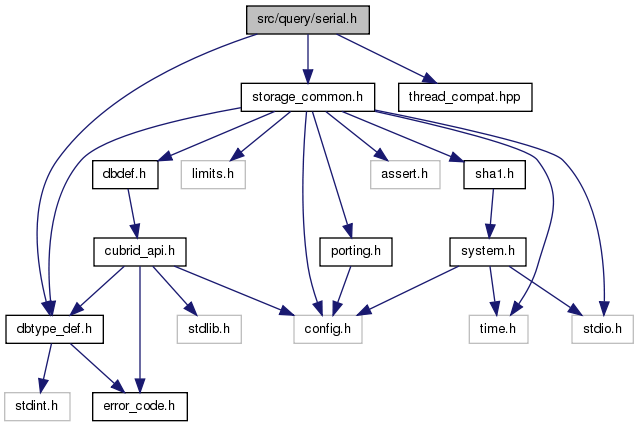 src/query/serial.h
storage_common.h
thread_compat.hpp
dbdef.h
limits.h
assert.h
sha1.h
cubrid_api.h
porting.h
system.h
dbtype_def.h
stdlib.h
config.h
time.h
stdio.h
stdint.h
error_code.h